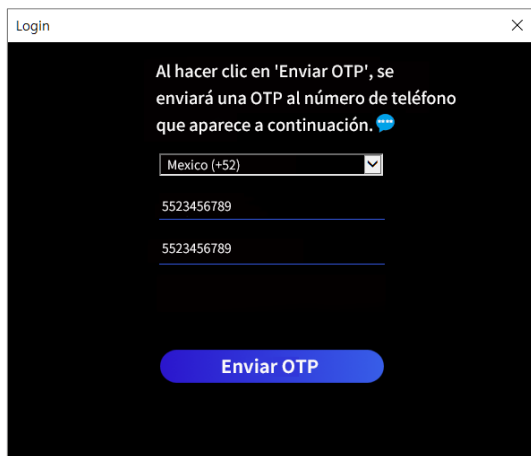 Login
Al hacer clic en 'Enviar OTP', se
enviará una OTP al número de teléfono
que aparece a continuación.
Mexico (+52)
5523456789
5523456789
Enviar OTP